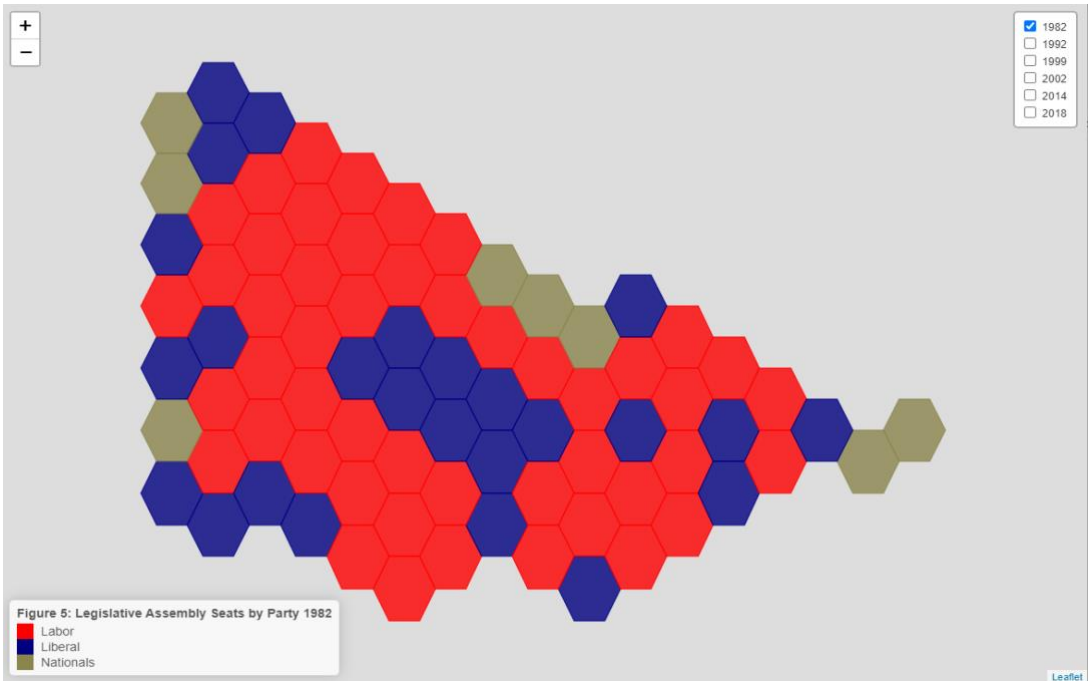 +
−
1982
1992
1999
2002
2014
2018
Figure 5: Legislative Assembly Seats by Party 1982
Labor
Liberal
Nationals
Leaflet